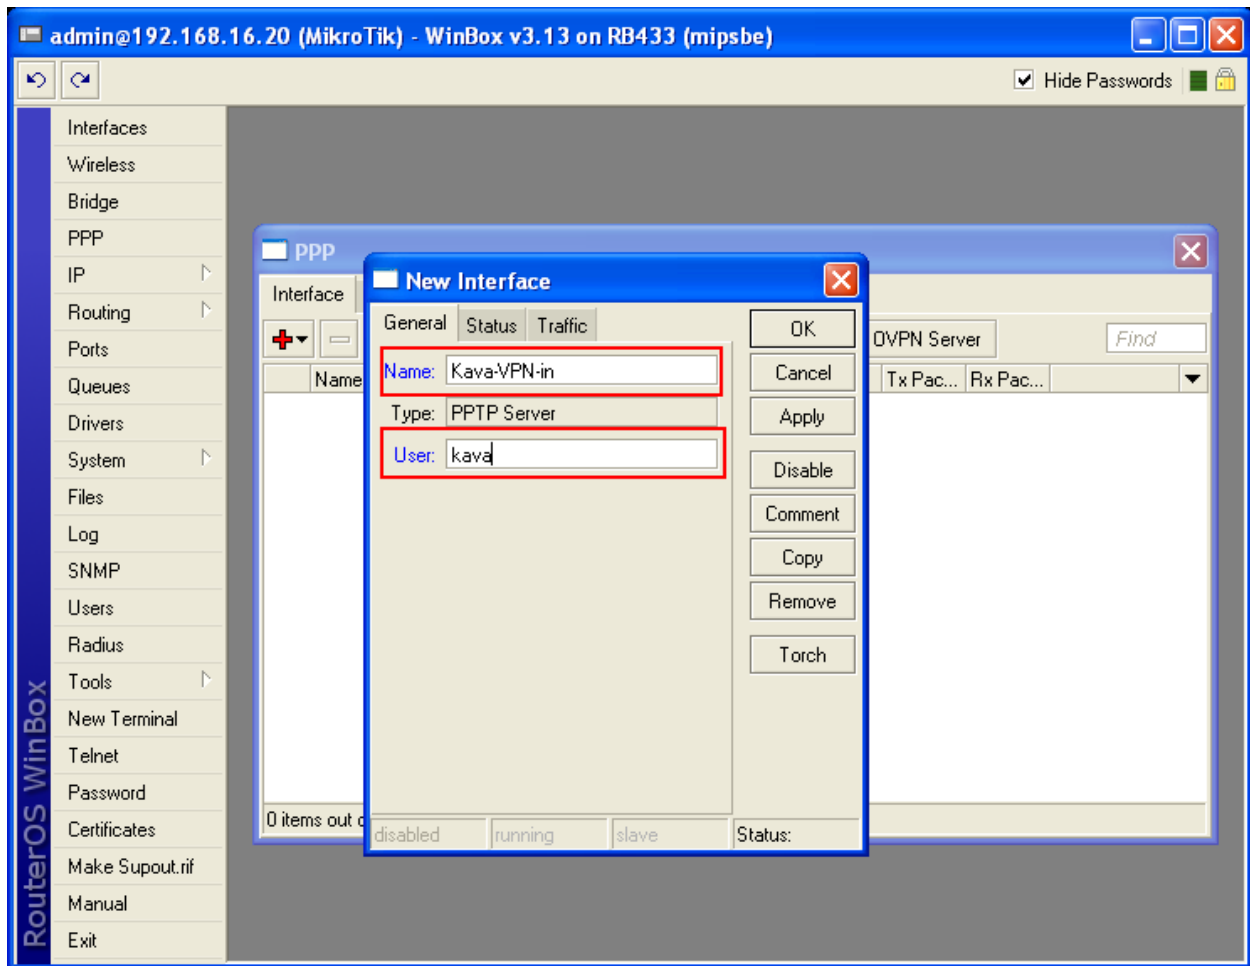 admin@192.168.16.20 (MikroTik) - WinBox v3.13 on RB433 (mipsbe)
Hide Passwords
Interfaces
Wireless
Bridge
PPP
IP
Routing
Ports
Queues
Drivers
System
Files
Log
SNMP
Users
Radius
Tools
New Terminal
Telnet
Password
Certificates
Make Supout.rif
Manual
Exit
RouterOS WinBox
PPP
Interface
OVPN Server
Find
Name
Tx Pac...
Rx Pac...
0 items out
New Interface
General
Status
Traffic
Name: Kava-VPN-in
Type: PPTP Server
User: kava
OK
Cancel
Apply
Disable
Comment
Copy
Remove
Torch
disabled
running
slave
Status: